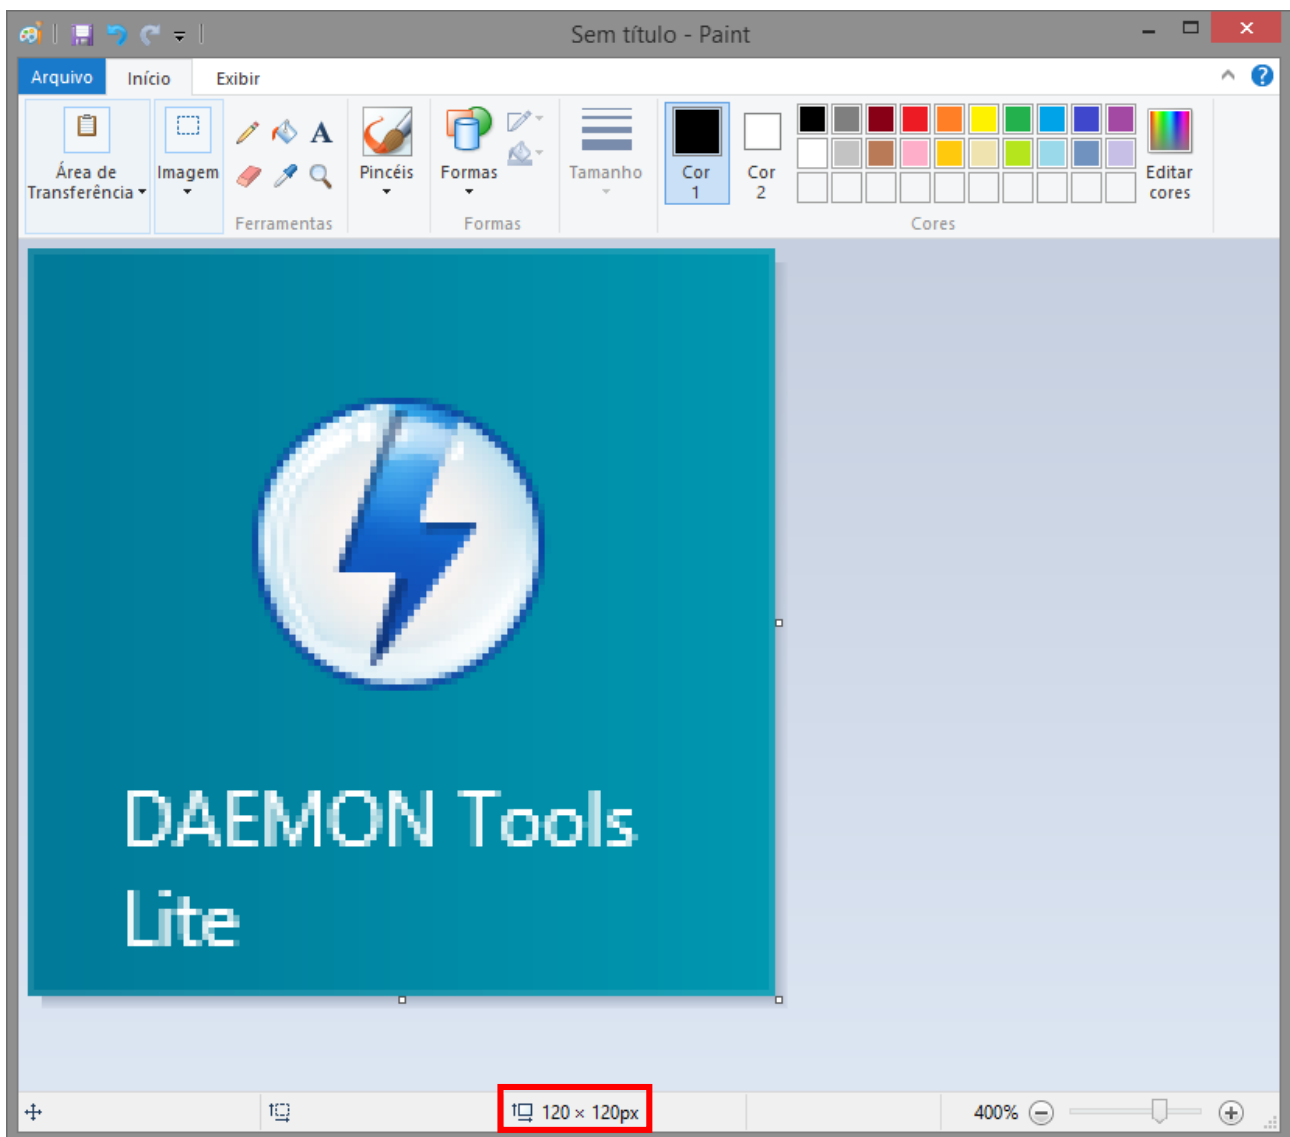 Sem título - Paint
Arquivo Início Exibir
Área de Transferência
Imagem
A
Pincéis
Formas
Tamanho
Cor 1
Cor 2
Editar cores
Ferramentas
Formas
Cores
DAEMON Tools
Lite
120 × 120px
400%